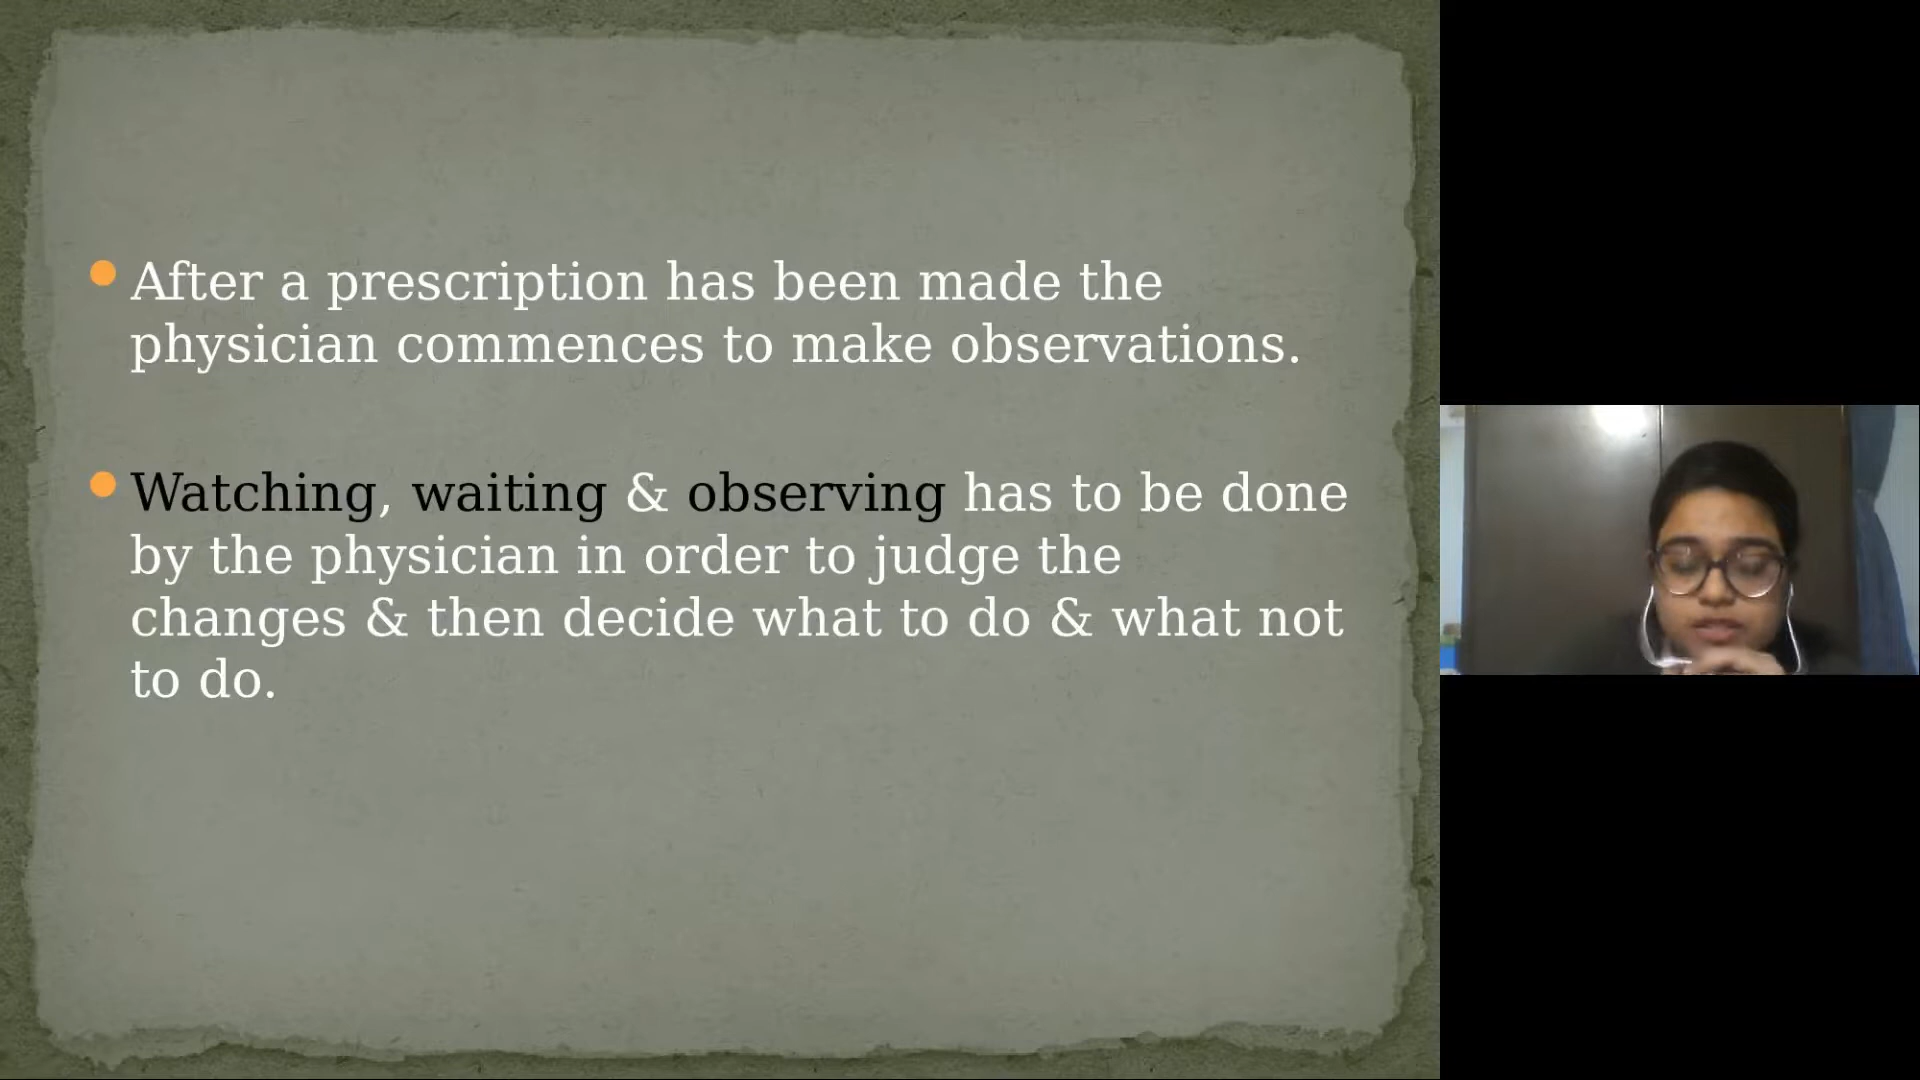 After a prescription has been made the
physician commences to make observations.
Watching, waiting & observing has to be done
by the physician in order to judge the
changes & then decide what to do & what not
to do.